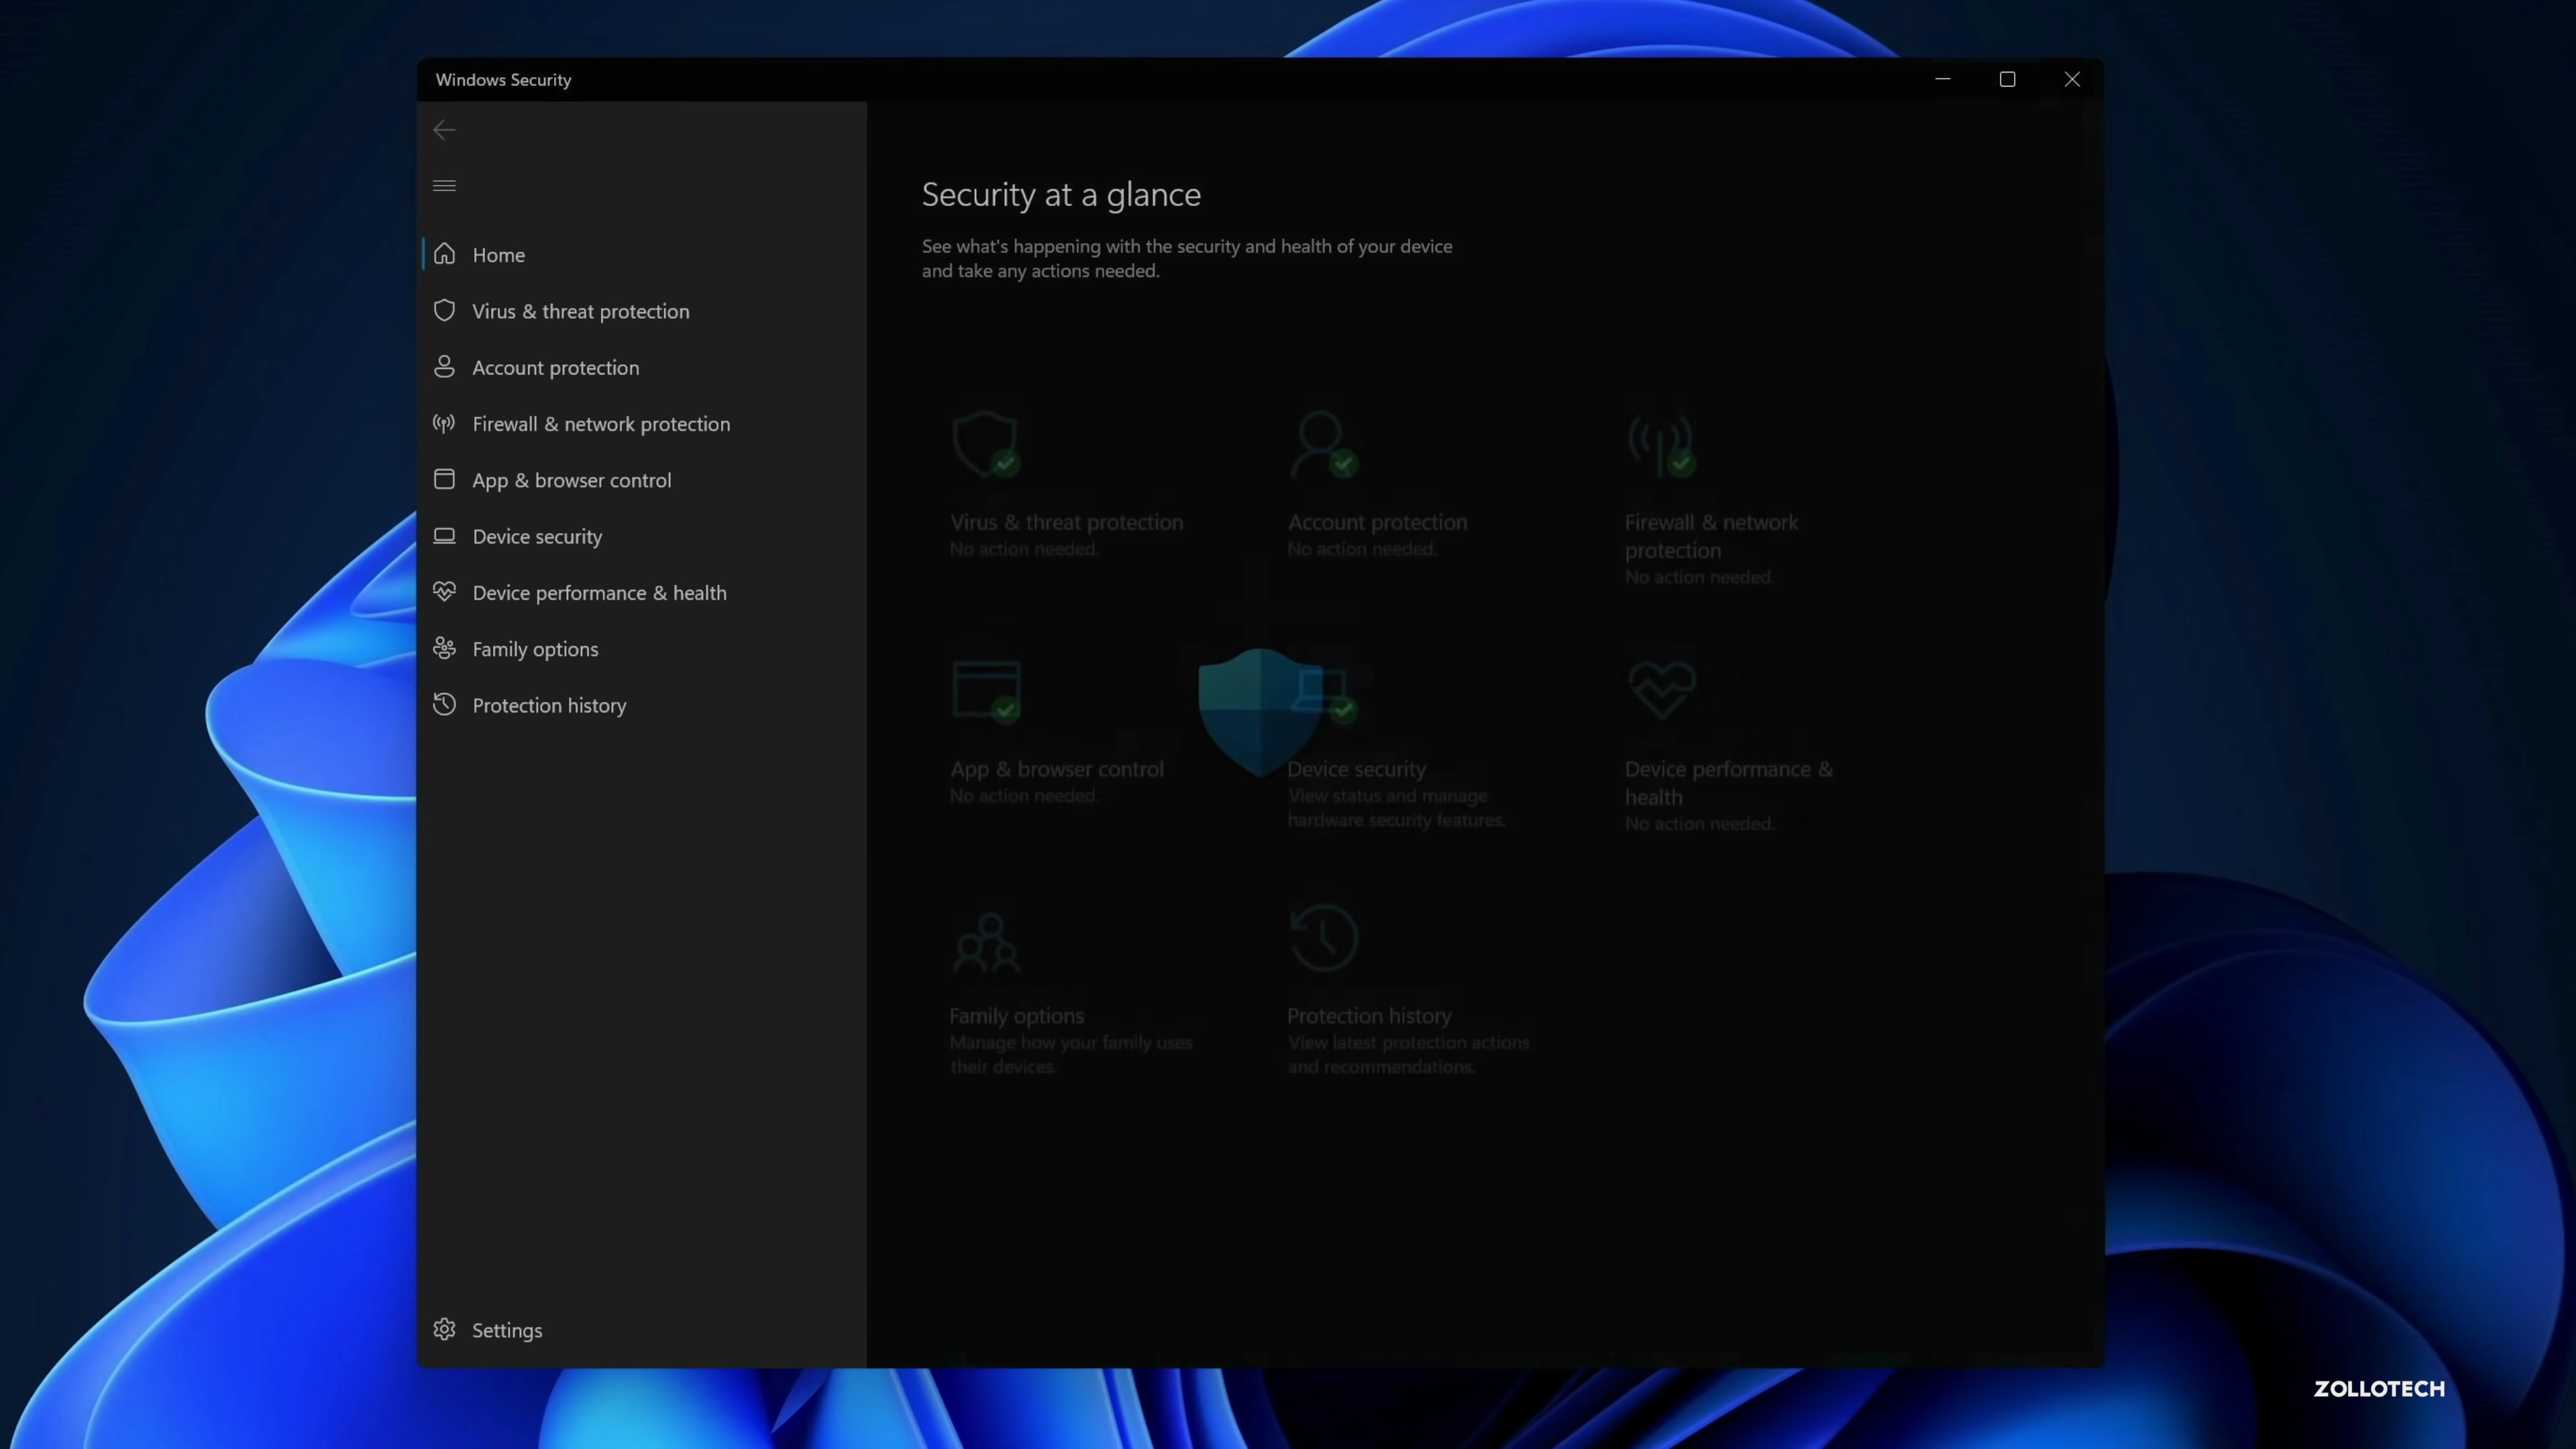 Windows Security
Home
Virus & threat protection
Account protection
Firewall & network protection
App & browser control
Device security
Device performance & health
Family options
Protection history
Settings
Security at a glance
See what's happening with the security and health of your device
and take any actions needed.
Virus & threat protection
No action needed.
Account protection
No action needed.
Firewall & network
protection
No action needed.
App & browser control
No action needed.
Device security
View status and manage
hardware security features.
Device performance &
health
No action needed.
Family options
Manage how your family uses
their devices.
Protection history
View latest protection actions
and recommendations.
ZOLLOTECH